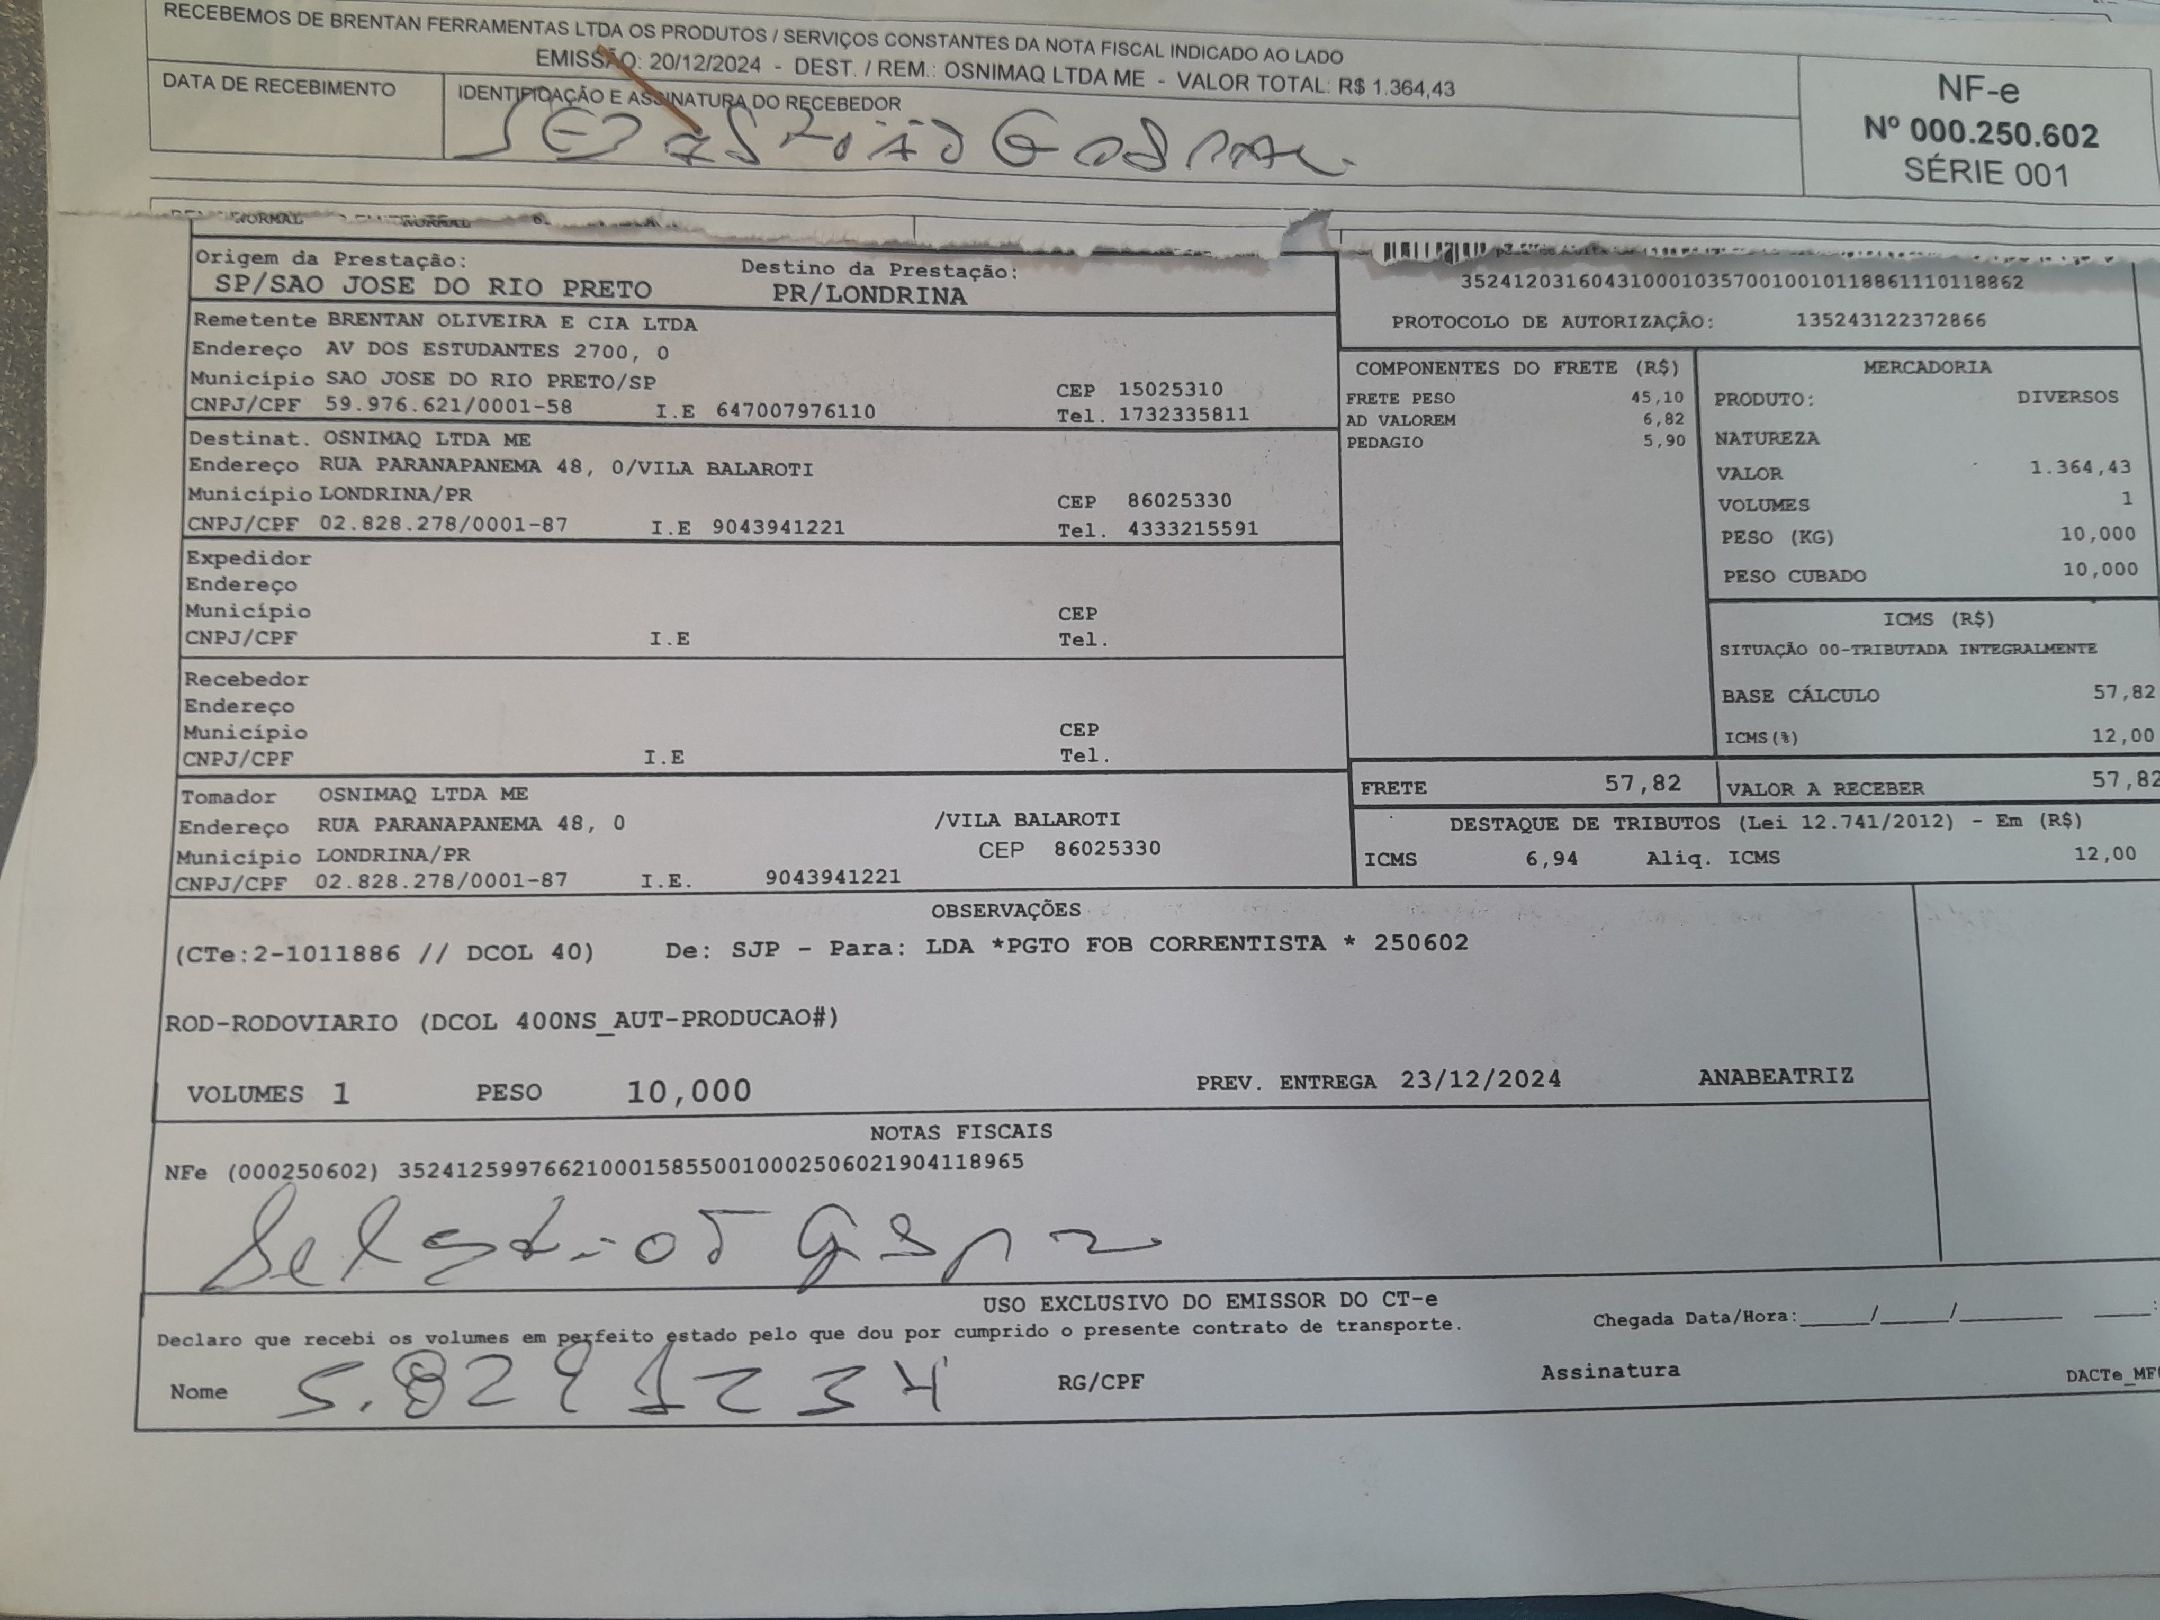 RECEBEMOS DE BRENTAN FERRAMENTAS LTDA OS PRODUTOS / SERVIÇOS CONSTANTES DA NOTA FISCAL INDICADO AO LADO
EMISSÃO: 20/12/2024 - DEST. / REM.: OSNIMAQ LTDA ME - VALOR TOTAL: R$ 1.364,43
DATA DE RECEBIMENTO
IDENTIFICAÇÃO E ASSINATURA DO RECEBEDOR
NF-e
Nº 000.250.602
SÉRIE 001
NORMAL NORMAL
Origem da Prestação: Destino da Prestação:
SP/SAO JOSE DO RIO PRETO PR/LONDRINA
35241203160431000103570010010118861110118862
PROTOCOLO DE AUTORIZAÇÃO: 135243122372866
Remetente BRENTAN OLIVEIRA E CIA LTDA
Endereço AV DOS ESTUDANTES 2700, 0
Município SAO JOSE DO RIO PRETO/SP CEP 15025310
CNPJ/CPF 59.976.621/0001-58 I.E 647007976110 Tel. 1732335811
Destinat. OSNIMAQ LTDA ME
Endereço RUA PARANAPANEMA 48, 0/VILA BALAROTI
Município LONDRINA/PR CEP 86025330
CNPJ/CPF 02.828.278/0001-87 I.E 9043941221 Tel. 4333215591
Expedidor
Endereço
Município CEP
CNPJ/CPF I.E Tel.
Recebedor
Endereço
Município CEP
CNPJ/CPF I.E Tel.
Tomador OSNIMAQ LTDA ME
Endereço RUA PARANAPANEMA 48, 0 /VILA BALAROTI
Município LONDRINA/PR CEP 86025330
CNPJ/CPF 02.828.278/0001-87 I.E. 9043941221
COMPONENTES DO FRETE (R$)
FRETE PESO 45,10
AD VALOREM 6,82
PEDAGIO 5,90
MERCADORIA
PRODUTO: DIVERSOS
NATUREZA
VALOR 1.364,43
VOLUMES 1
PESO (KG) 10,000
PESO CUBADO 10,000
ICMS (R$)
SITUAÇÃO 00-TRIBUTADA INTEGRALMENTE
BASE CÁLCULO 57,82
ICMS(%) 12,00
FRETE 57,82 VALOR A RECEBER 57,82
DESTAQUE DE TRIBUTOS (Lei 12.741/2012) - Em (R$)
ICMS 6,94 Aliq. ICMS 12,00
OBSERVAÇÕES
(CTe:2-1011886 // DCOL 40) De: SJP - Para: LDA *PGTO FOB CORRENTISTA * 250602
ROD-RODOVIARIO (DCOL 400NS_AUT-PRODUCAO#)
VOLUMES 1 PESO 10,000 PREV. ENTREGA 23/12/2024 ANABEATRIZ
NOTAS FISCAIS
NFe (000250602) 35241259976621000158550010002506021904118965
USO EXCLUSIVO DO EMISSOR DO CT-e
Declaro que recebi os volumes em perfeito estado pelo que dou por cumprido o presente contrato de transporte.
Chegada Data/Hora:_____/_____/________ ____:
Nome RG/CPF Assinatura